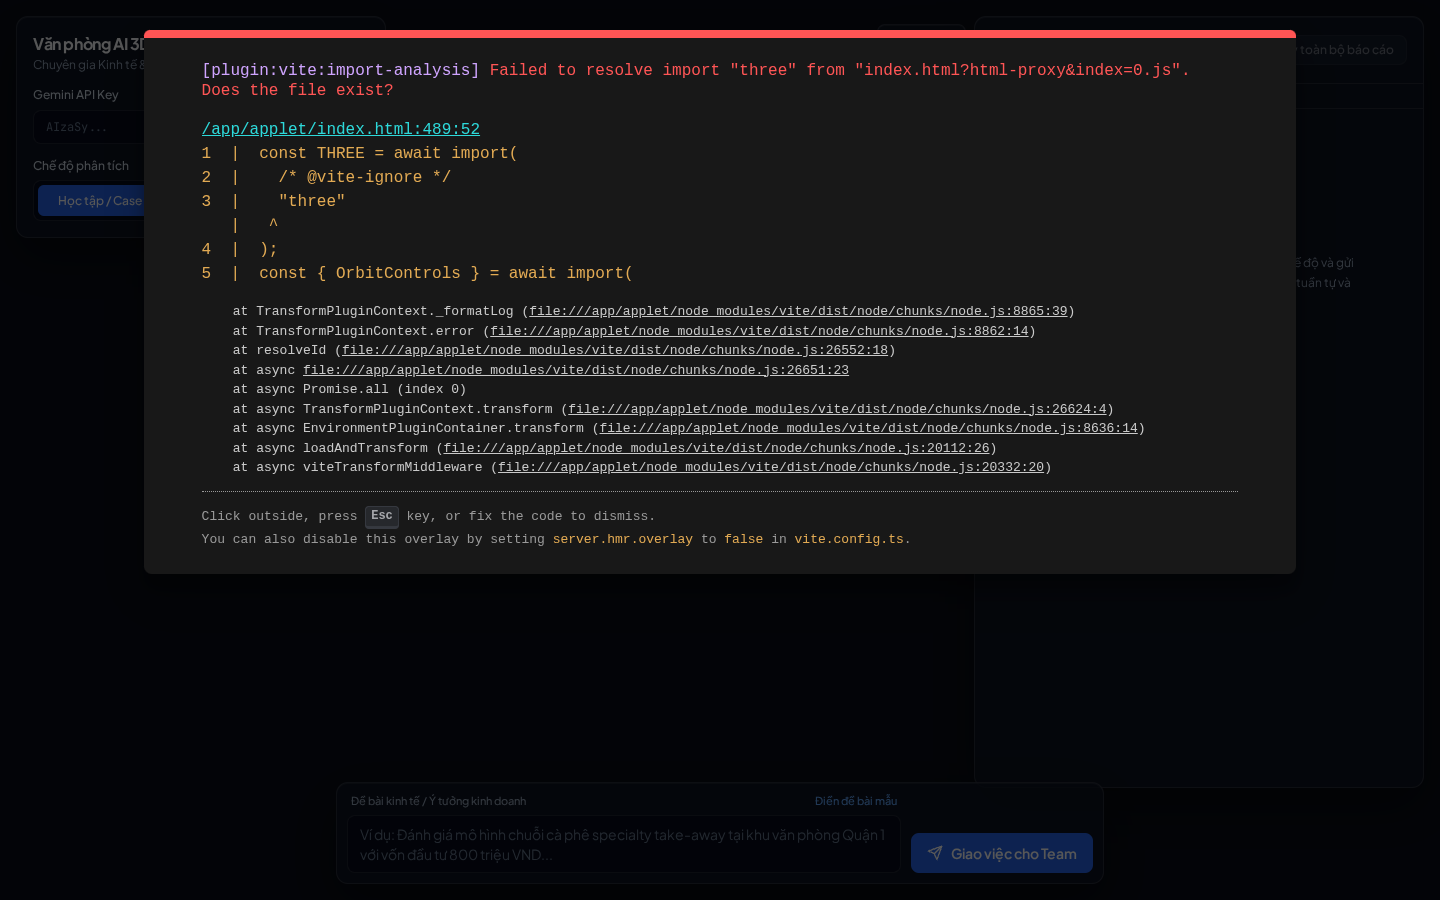 Văn phòng AI 3D
Chuyên gia Kinh tế &
Gemini API Key
AIzaSy...
Chế độ phân tích
Học tập / Case
toàn bộ báo cáo
ế độ và gửi
tuần tự và
[plugin:vite:import-analysis] Failed to resolve import "three" from "index.html?html-proxy&index=0.js".
Does the file exist?
/app/applet/index.html:489:52
1  |  const THREE = await import(
2  |    /* @vite-ignore */
3  |    "three"
   |   ^
4  |  );
5  |  const { OrbitControls } = await import(
at TransformPluginContext._formatLog (file:///app/applet/node_modules/vite/dist/node/chunks/node.js:8865:39)
at TransformPluginContext.error (file:///app/applet/node_modules/vite/dist/node/chunks/node.js:8862:14)
at resolveId (file:///app/applet/node_modules/vite/dist/node/chunks/node.js:26552:18)
at async file:///app/applet/node_modules/vite/dist/node/chunks/node.js:26651:23
at async Promise.all (index 0)
at async TransformPluginContext.transform (file:///app/applet/node_modules/vite/dist/node/chunks/node.js:26624:4)
at async EnvironmentPluginContainer.transform (file:///app/applet/node_modules/vite/dist/node/chunks/node.js:8636:14)
at async loadAndTransform (file:///app/applet/node_modules/vite/dist/node/chunks/node.js:20112:26)
at async viteTransformMiddleware (file:///app/applet/node_modules/vite/dist/node/chunks/node.js:20332:20)
Click outside, press Esc key, or fix the code to dismiss.
You can also disable this overlay by setting server.hmr.overlay to false in vite.config.ts.
Đề bài kinh tế / Ý tưởng kinh doanh
Điền đề bài mẫu
Ví dụ: Đánh giá mô hình chuỗi cà phê specialty take-away tại khu văn phòng Quận 1
với vốn đầu tư 800 triệu VND...
Giao việc cho Team